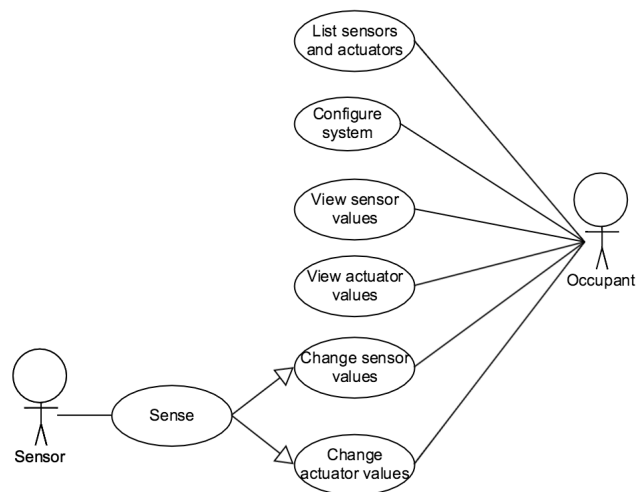 List sensors
and actuators
Configure
system
View sensor
values
View actuator
values
Occupant
Change sensor
values
Sense
Sensor
Change
actuator values